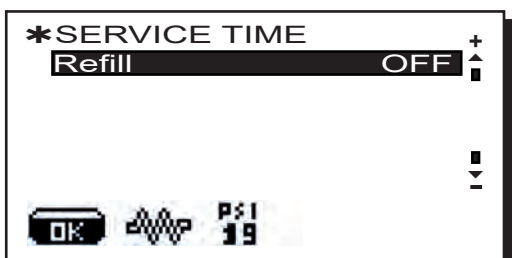 *SERVICE TIME
Refill OFF
+
-
OK PSI
19